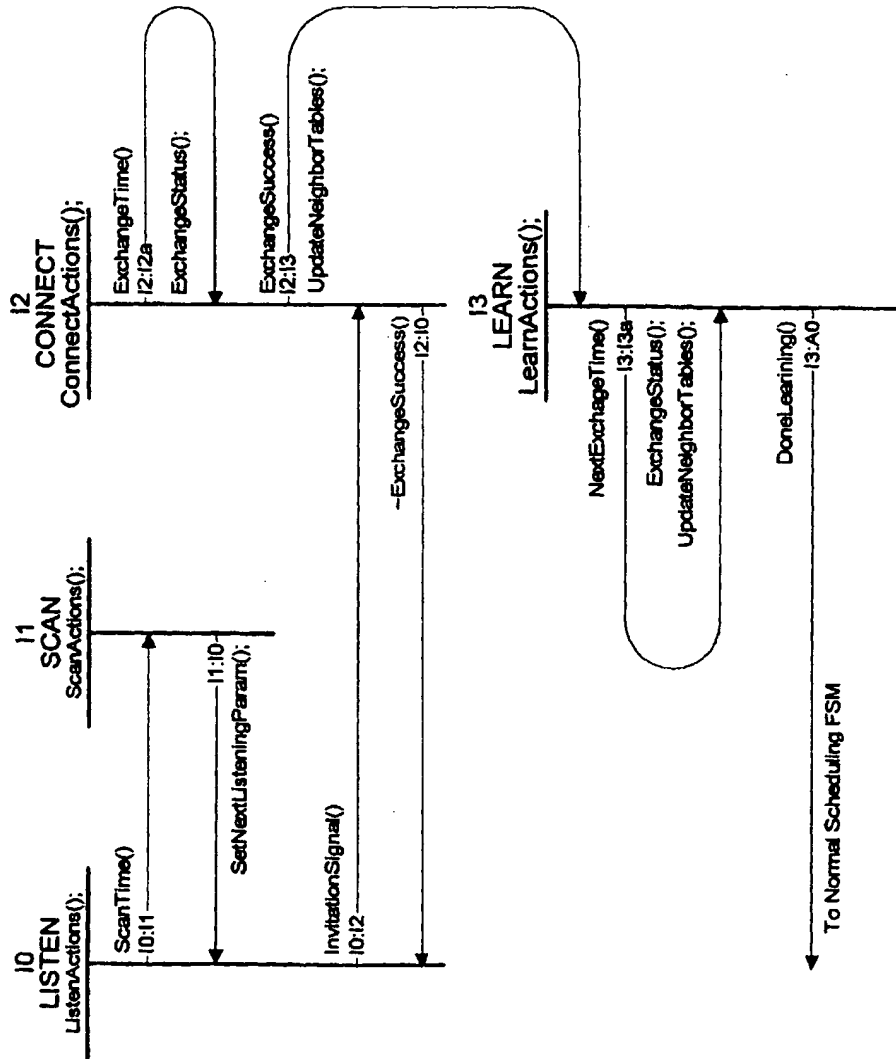 I0
LISTEN
ListenActions();
I1
SCAN
ScanActions();
I2
CONNECT
ConnectActions();
ScanTime()
I0:I1
I1:I0
SetNextListeningParam();
InvitationSignal()
I0:I2
~ExchangeSuccess()
I2:I0
ExchangeTime()
I2:I2a
ExchangeStatus();
ExchangeSuccess()
I2:I3
UpdateNeighborTables();
I3
LEARN
LearnActions();
NextExchageTime()
I3:I3a
ExchangeStatus();
UpdateNeighborTables();
DoneLearining()
I3:A0
To Normal Scheduling FSM